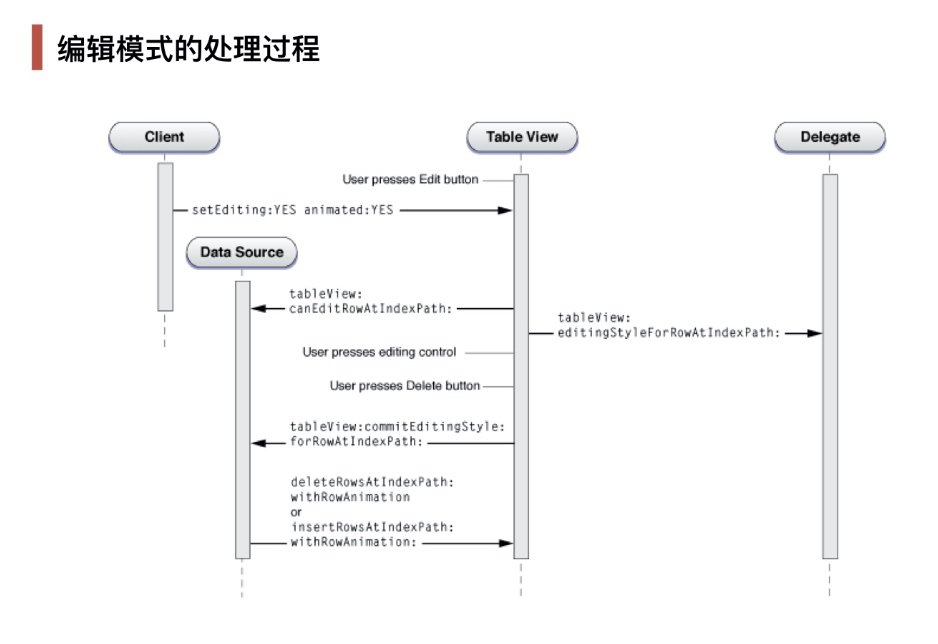 编辑模式的处理过程
Client
Table View
Delegate
User presses Edit button
setEditing:YES animated:YES
Data Source
tableView:
canEditRowAtIndexPath:
tableView:
editingStyleForRowAtIndexPath:
User presses editing control
User presses Delete button
tableView:commitEditingStyle:
forRowAtIndexPath:
deleteRowsAtIndexPath:
withRowAnimation
or
insertRowsAtIndexPath:
withRowAnimation: